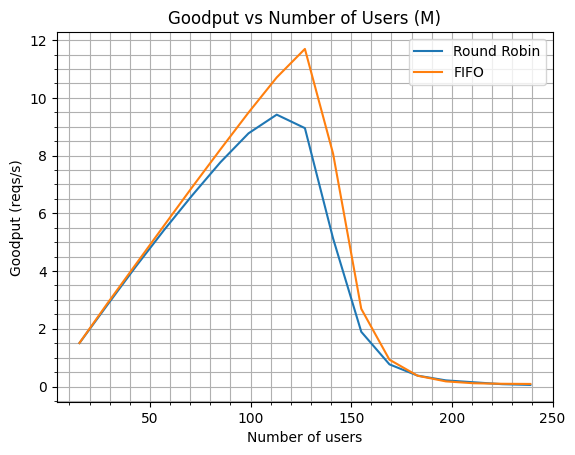 Goodput vs Number of Users (M)
Round Robin
FIFO
Goodput (reqs/s)
12
10
8
6
4
2
0
50 100 150 200 250
Number of users